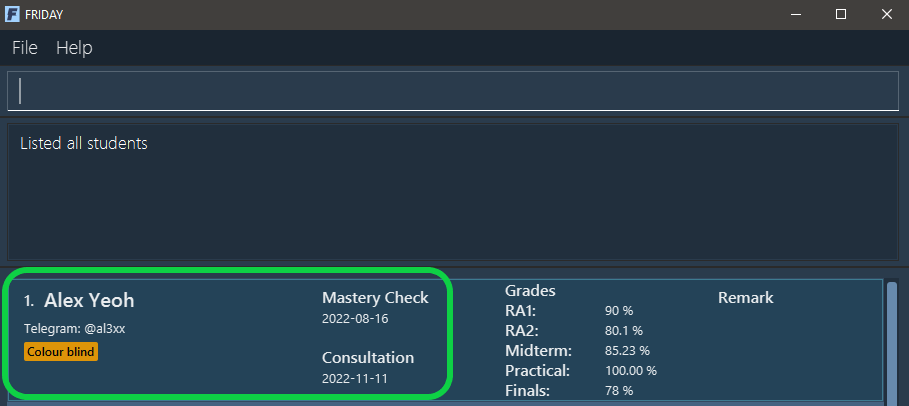 FRIDAY
File Help
Listed all students
1. Alex Yeoh
Telegram: @al3xx
Colour blind
Mastery Check
2022-08-16
Consultation
2022-11-11
Grades
RA1: 90 %
RA2: 80.1 %
Midterm: 85.23 %
Practical: 100.00 %
Finals: 78 %
Remark